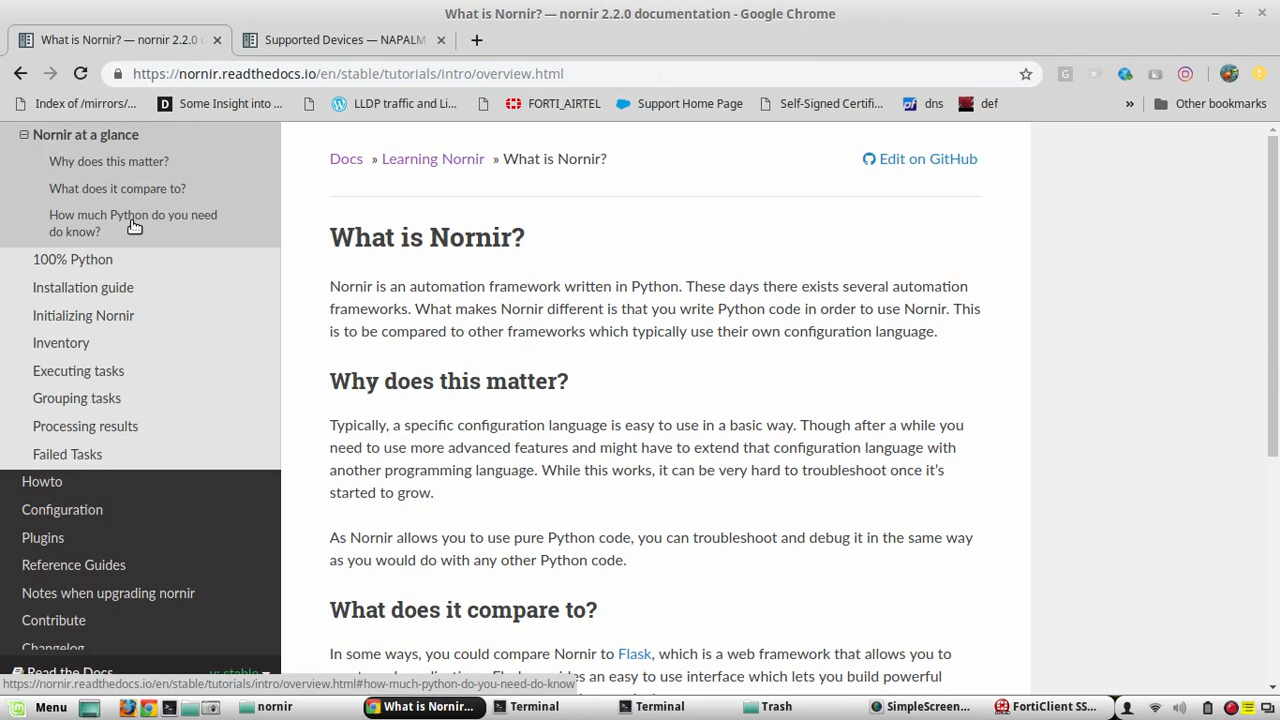 What is Nornir? — nornir 2.2.0 documentation - Google Chrome
What is Nornir? — nornir 2.2.0
Supported Devices — NAPALM
https://nornir.readthedocs.io/en/stable/tutorials/intro/overview.html
Index of /mirrors/...
Some Insight into ...
LLDP traffic and Li...
FORTI_AIRTEL
Support Home Page
Self-Signed Certifi...
dns
def
»
Other bookmarks
Nornir at a glance
Why does this matter?
What does it compare to?
How much Python do you need
do know?
100% Python
Installation guide
Initializing Nornir
Inventory
Executing tasks
Grouping tasks
Processing results
Failed Tasks
Howto
Configuration
Plugins
Reference Guides
Notes when upgrading nornir
Contribute
Changelog
Read the Docs
v: stable
Docs » Learning Nornir » What is Nornir?
Edit on GitHub
What is Nornir?
Nornir is an automation framework written in Python. These days there exists several automation
frameworks. What makes Nornir different is that you write Python code in order to use Nornir. This
is to be compared to other frameworks which typically use their own configuration language.
Why does this matter?
Typically, a specific configuration language is easy to use in a basic way. Though after a while you
need to use more advanced features and might have to extend that configuration language with
another programming language. While this works, it can be very hard to troubleshoot once it's
started to grow.
As Nornir allows you to use pure Python code, you can troubleshoot and debug it in the same way
as you would do with any other Python code.
What does it compare to?
In some ways, you could compare Nornir to Flask, which is a web framework that allows you to
an easy to use interface which lets you build powerful
https://nornir.readthedocs.io/en/stable/tutorials/intro/overview.html#how-much-python-do-you-need-do-know
Menu
nornir
What is Nornir...
Terminal
Terminal
Trash
SimpleScreen...
FortiClient SS...